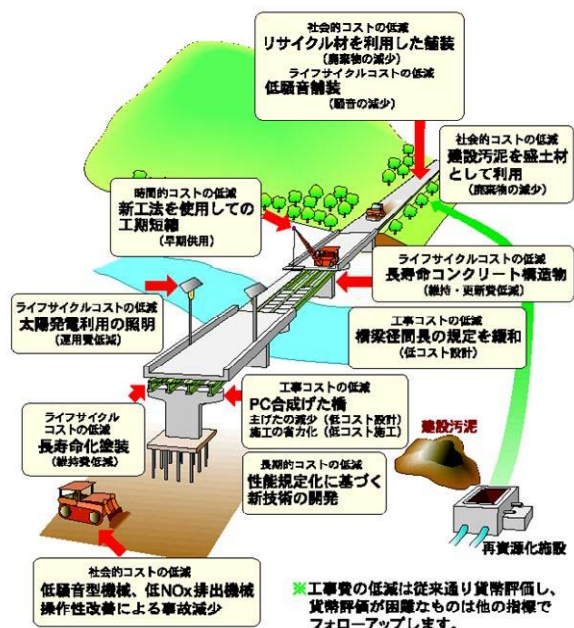 社会的コストの低減
リサイクル材を利用した舗装
(廃棄物の減少)
ライフサイクルコストの低減
低騒音舗装
(騒音の減少)
社会的コストの低減
建設汚泥を盛土材
として利用
(廃棄物の減少)
時間的コストの低減
新工法を使用しての
工期短縮
(早期供用)
ライフサイクルコストの低減
長寿命コンクリート構造物
(維持・更新費低減)
ライフサイクルコストの低減
太陽発電利用の照明
(運用費低減)
工事コストの低減
橋梁径間長の規定を緩和
(低コスト設計)
工事コストの低減
PC合成げた橋
主げたの減少(低コスト設計)
施工の省力化(低コスト施工)
ライフサイクル
コストの低減
長寿命化塗装
(維持費低減)
長期的コストの低減
性能規定化に基づく
新技術の開発
建設汚泥
再資源化施設
社会的コストの低減
低騒音型機械、低NOx排出機械
操作性改善による事故減少
※工事費の低減は従来通り貨幣評価し、
貨幣評価が困難なものは他の指標で
フォローアップします。